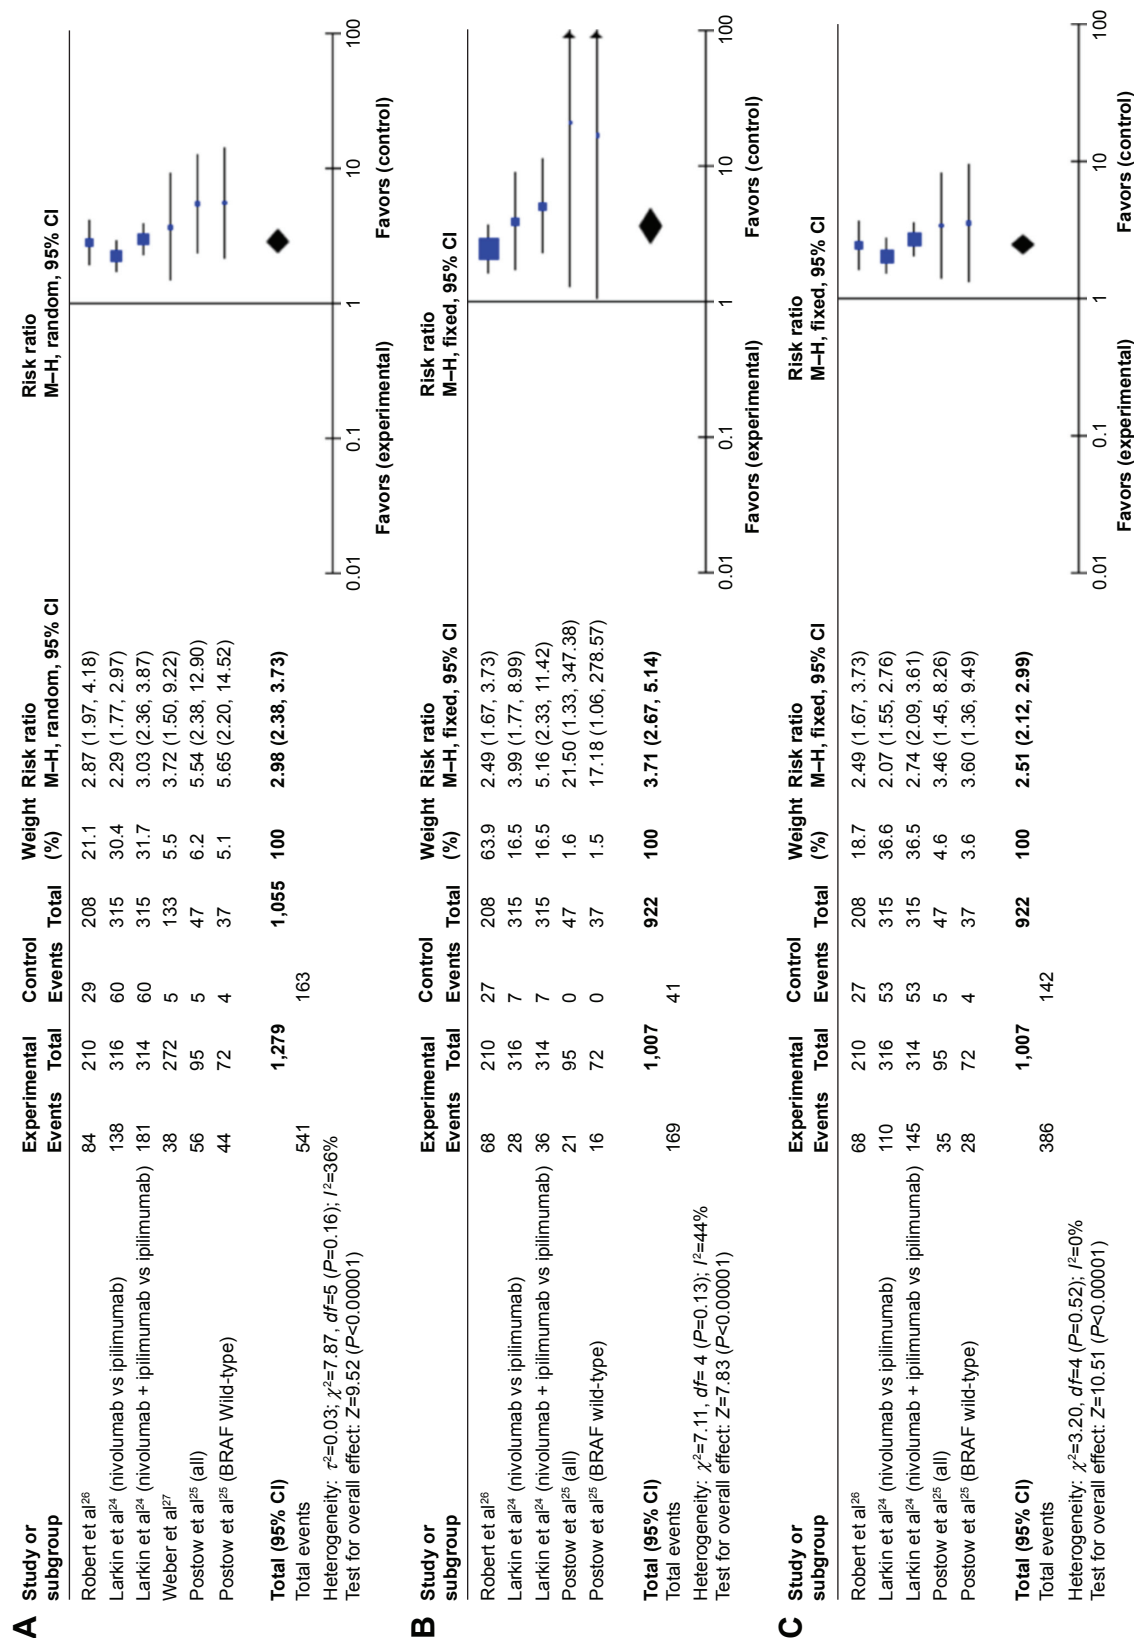 A
Study or subgroup Experimental Events Total Control Events Total Weight (%) Risk ratio M–H, random, 95% CI Risk ratio M–H, random, 95% CI
Robert et al26 84 210 29 208 21.1 2.87 (1.97, 4.18)
Larkin et al24 (nivolumab vs ipilimumab) 138 316 60 315 30.4 2.29 (1.77, 2.97)
Larkin et al24 (nivolumab + ipilimumab vs ipilimumab) 181 314 60 315 31.7 3.03 (2.36, 3.87)
Weber et al27 38 272 5 133 5.5 3.72 (1.50, 9.22)
Postow et al25 (all) 56 95 5 47 6.2 5.54 (2.38, 12.90)
Postow et al25 (BRAF Wild-type) 44 72 4 37 5.1 5.65 (2.20, 14.52)
Total (95% CI) 1,279 1,055 100 2.98 (2.38, 3.73)
Total events 541 163
Heterogeneity: τ2=0.03; χ2=7.87, df=5 (P=0.16); I2=36%
Test for overall effect: Z=9.52 (P<0.00001)
0.01 0.1 1 10 100
Favors (experimental) Favors (control)
B
Study or subgroup Experimental Events Total Control Events Total Weight (%) Risk ratio M–H, fixed, 95% CI Risk ratio M–H, fixed, 95% CI
Robert et al26 68 210 27 208 63.9 2.49 (1.67, 3.73)
Larkin et al24 (nivolumab vs ipilimumab) 28 316 7 315 16.5 3.99 (1.77, 8.99)
Larkin et al24 (nivolumab + ipilimumab vs ipilimumab) 36 314 7 315 16.5 5.16 (2.33, 11.42)
Postow et al25 (all) 21 95 0 47 1.6 21.50 (1.33, 347.38)
Postow et al25 (BRAF wild-type) 16 72 0 37 1.5 17.18 (1.06, 278.57)
Total (95% CI) 1,007 922 100 3.71 (2.67, 5.14)
Total events 169 41
Heterogeneity: χ2=7.11, df= 4 (P=0.13); I2=44%
Test for overall effect: Z=7.83 (P<0.00001)
0.01 0.1 1 10 100
Favors (experimental) Favors (control)
C
Study or subgroup Experimental Events Total Control Events Total Weight (%) Risk ratio M–H, fixed, 95% CI Risk ratio M–H, fixed, 95% CI
Robert et al26 68 210 27 208 18.7 2.49 (1.67, 3.73)
Larkin et al24 (nivolumab vs ipilimumab) 110 316 53 315 36.6 2.07 (1.55, 2.76)
Larkin et al24 (nivolumab + ipilimumab vs ipilimumab) 145 314 53 315 36.5 2.74 (2.09, 3.61)
Postow et al25 (all) 35 95 5 47 4.6 3.46 (1.45, 8.26)
Postow et al25 (BRAF wild-type) 28 72 4 37 3.6 3.60 (1.36, 9.49)
Total (95% CI) 1,007 922 100 2.51 (2.12, 2.99)
Total events 386 142
Heterogeneity: χ2=3.20, df=4 (P=0.52); I2=0%
Test for overall effect: Z=10.51 (P<0.00001)
0.01 0.1 1 10 100
Favors (experimental) Favors (control)